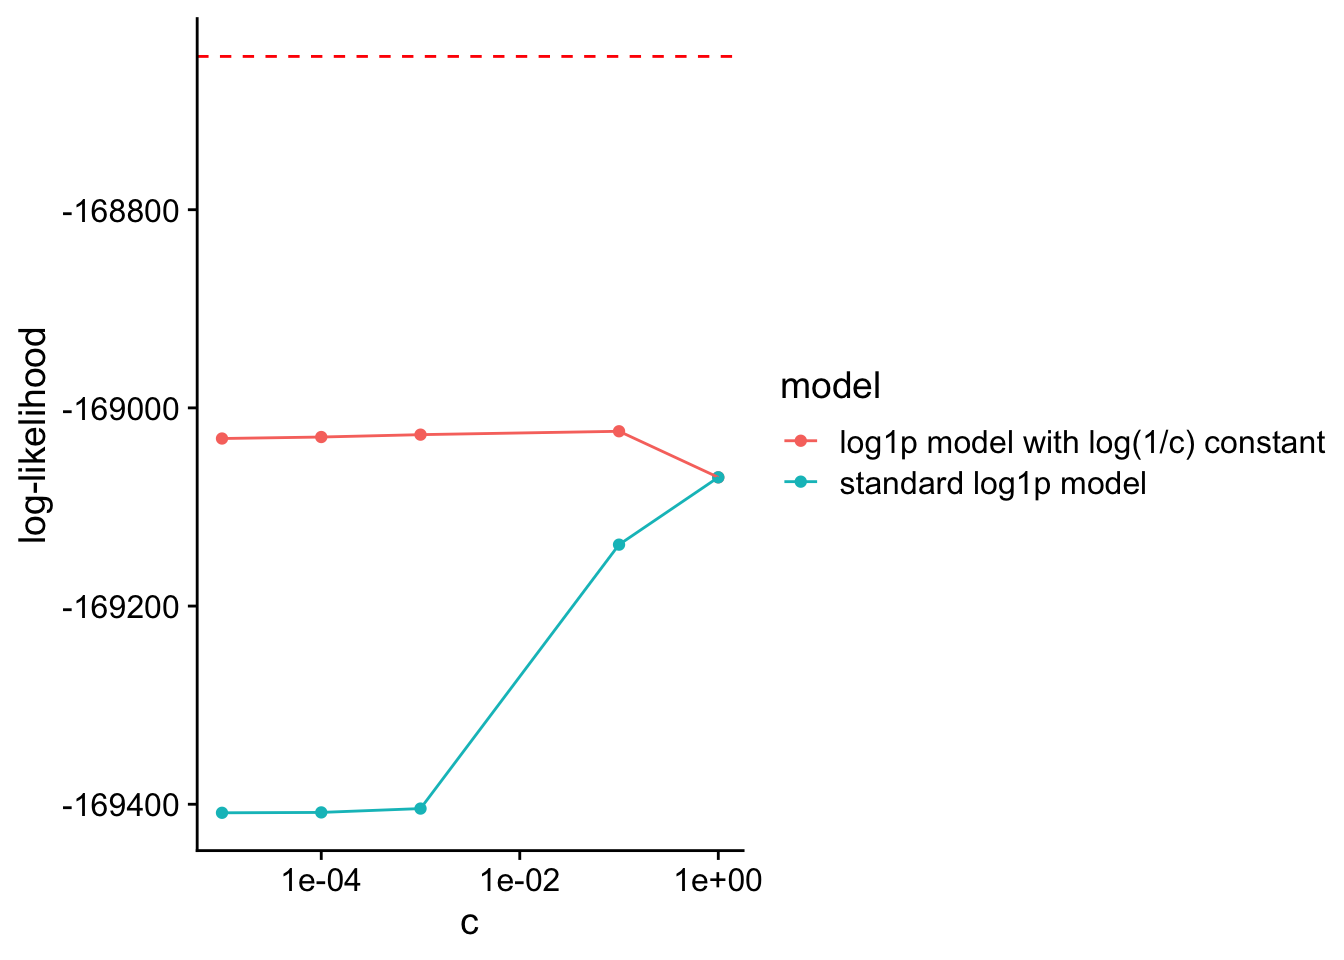 -168800
-169000
-169200
-169400
log-likelihood
1e-04
1e-02
1e+00
c
model
log1p model with log(1/c) constant
standard log1p model